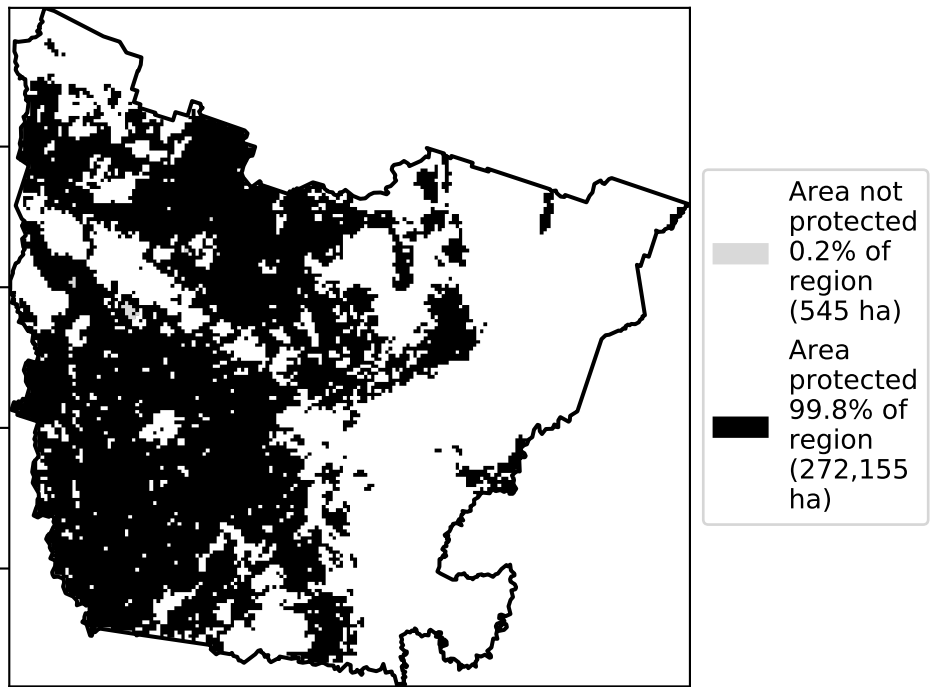 Area not
protected
0.2% of
region
(545 ha)
Area
protected
99.8% of
region
(272,155
ha)